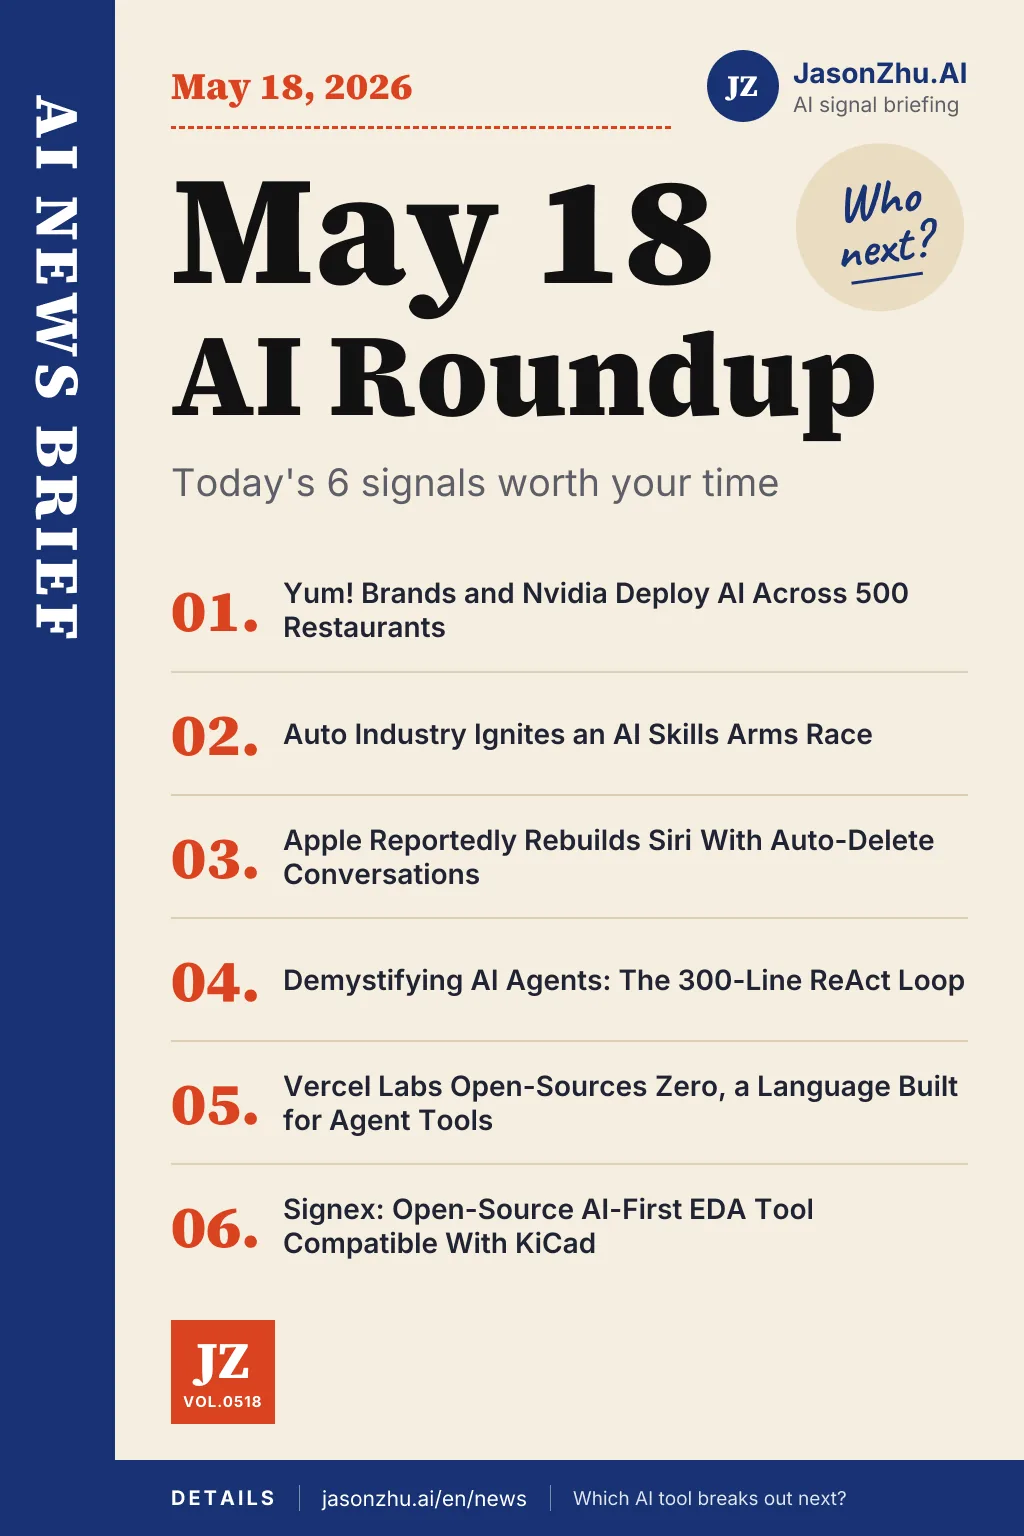 AI NEWS BRIEF
May 18, 2026
JZ
JasonZhu.AI
AI signal briefing
May 18
AI Roundup
Who
next?
Today's 6 signals worth your time
01.
Yum! Brands and Nvidia Deploy AI Across 500
Restaurants
02.
Auto Industry Ignites an AI Skills Arms Race
03.
Apple Reportedly Rebuilds Siri With Auto-Delete
Conversations
04.
Demystifying AI Agents: The 300-Line ReAct Loop
05.
Vercel Labs Open-Sources Zero, a Language Built
for Agent Tools
06.
Signex: Open-Source AI-First EDA Tool
Compatible With KiCad
JZ
VOL.0518
DETAILS
jasonzhu.ai/en/news
Which AI tool breaks out next?